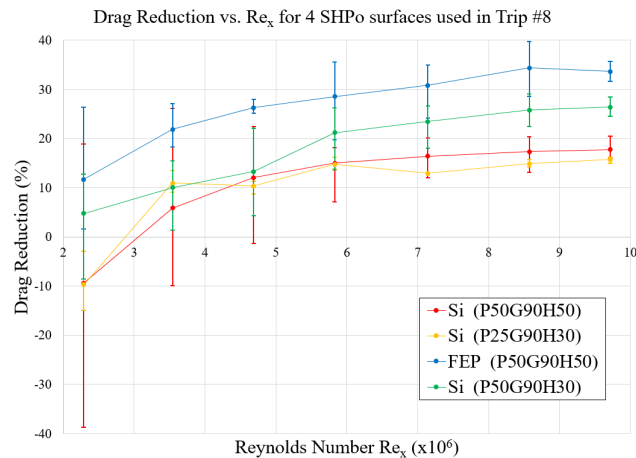 Drag Reduction vs. Reₓ for 4 SHPo surfaces used in Trip #8
40
30
20
10
0
-10
-20
-30
-40
2 3 4 5 6 7 8 9 10
Drag Reduction (%)
Si (P50G90H50)
Si (P25G90H30)
FEP (P50G90H50)
Si (P50G90H30)
Reynolds Number Reₓ (x10⁶)